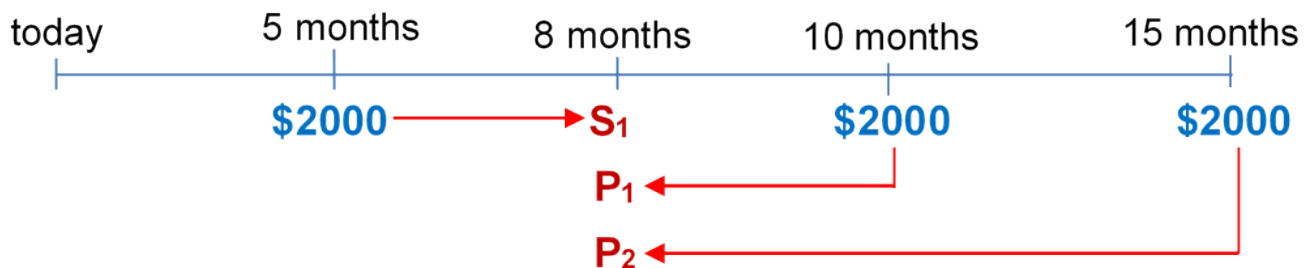 today 5 months 8 months 10 months 15 months
$2000 S₁ $2000 $2000
P₁
P₂